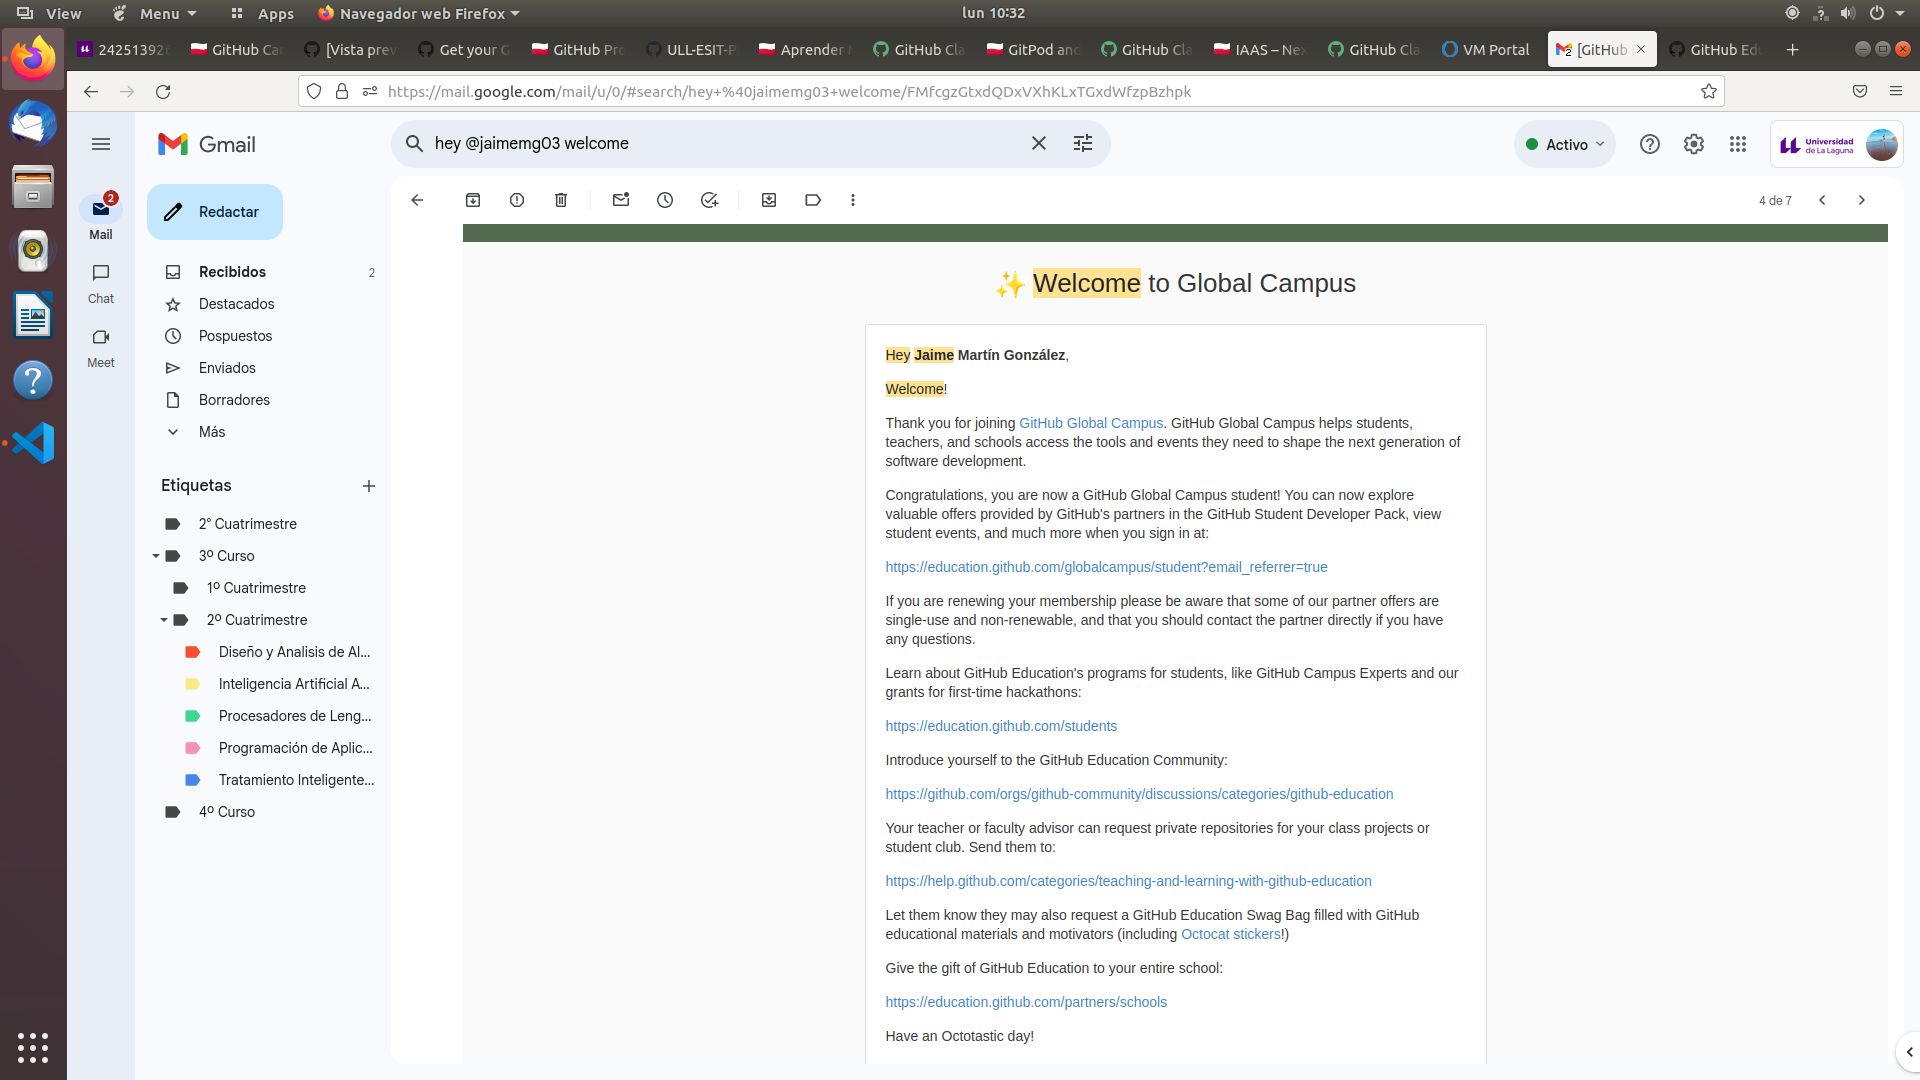 View Menu Apps Navegador web Firefox lun 10:32
242513926 GitHub Ca [Vista prev Get your G GitHub Pro ULL-ESIT-P Aprender GitHub Cla GitPod and GitHub Cla IAAS – Nex GitHub Cla VM Portal [GitHub GitHub Edu
https://mail.google.com/mail/u/0/#search/hey+%40jaimemg03+welcome/FMfcgzGtxdQDxVXhKLxTGxdWfzpBzhpk
Gmail
hey @jaimemg03 welcome
Activo
Universidad
de La Laguna
2
Mail
Chat
Meet
Redactar
Recibidos 2
Destacados
Pospuestos
Enviados
Borradores
Más
Etiquetas
2° Cuatrimestre
3º Curso
1º Cuatrimestre
2º Cuatrimestre
Diseño y Analisis de Al...
Inteligencia Artificial A...
Procesadores de Leng...
Programación de Aplic...
Tratamiento Inteligente...
4º Curso
4 de 7
✨ Welcome to Global Campus
Hey Jaime Martín González,
Welcome!
Thank you for joining GitHub Global Campus. GitHub Global Campus helps students,
teachers, and schools access the tools and events they need to shape the next generation of
software development.
Congratulations, you are now a GitHub Global Campus student! You can now explore
valuable offers provided by GitHub's partners in the GitHub Student Developer Pack, view
student events, and much more when you sign in at:
https://education.github.com/globalcampus/student?email_referrer=true
If you are renewing your membership please be aware that some of our partner offers are
single-use and non-renewable, and that you should contact the partner directly if you have
any questions.
Learn about GitHub Education's programs for students, like GitHub Campus Experts and our
grants for first-time hackathons:
https://education.github.com/students
Introduce yourself to the GitHub Education Community:
https://github.com/orgs/github-community/discussions/categories/github-education
Your teacher or faculty advisor can request private repositories for your class projects or
student club. Send them to:
https://help.github.com/categories/teaching-and-learning-with-github-education
Let them know they may also request a GitHub Education Swag Bag filled with GitHub
educational materials and motivators (including Octocat stickers!)
Give the gift of GitHub Education to your entire school:
https://education.github.com/partners/schools
Have an Octotastic day!